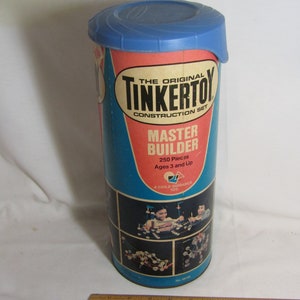 THE ORIGINAL
TINKERTOY
CONSTRUCTION SET
MASTER
BUILDER
250 Pieces
Ages 3 and Up